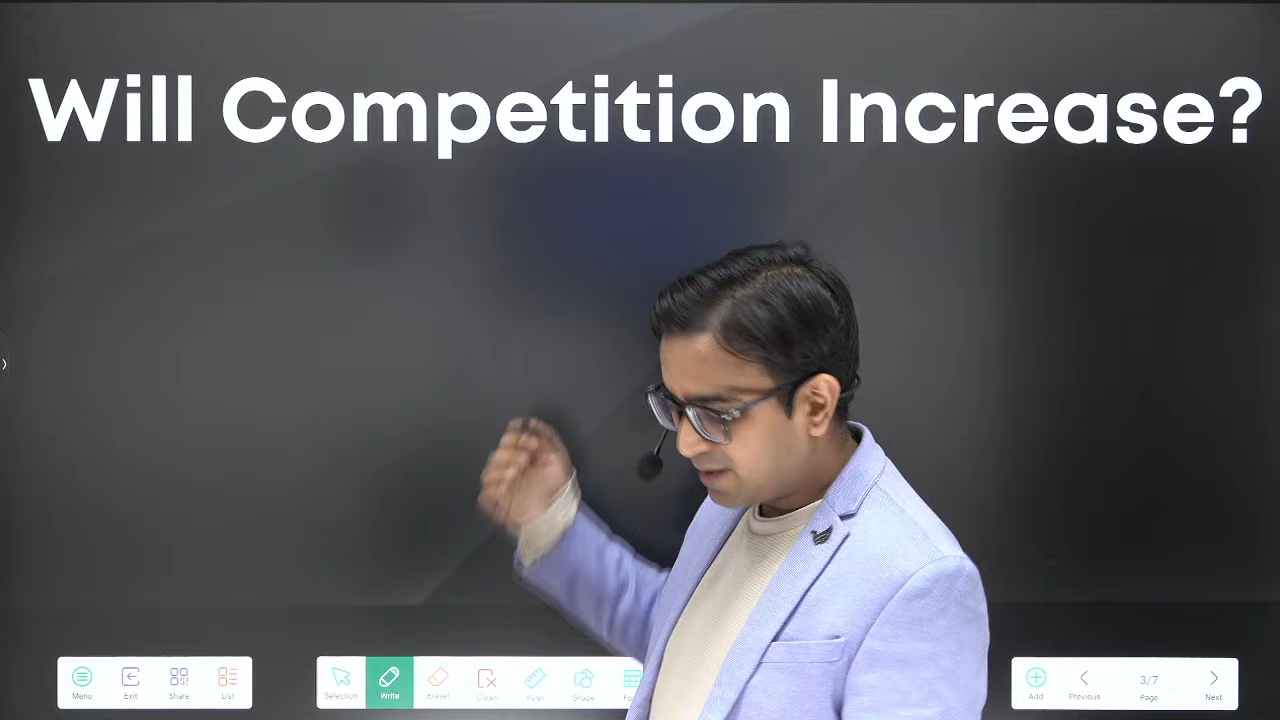 Will Competition Increase?
Menu
Exit
Share
List
Selection
Write
Eraser
Clean
Ruler
Shape
Add
Previous
3/7
Page
Next